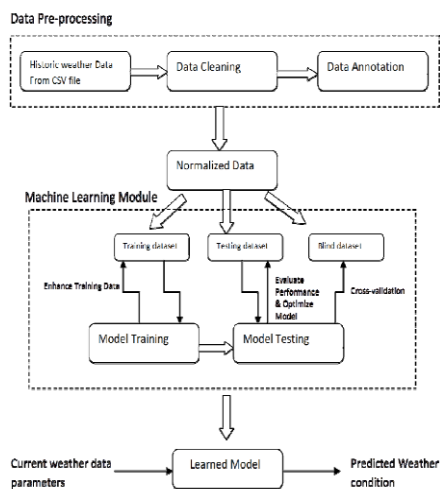 Data Pre-processing
Historic weather Data
From CSV file
Data Cleaning
Data Annotation
Normalized Data
Machine Learning Module
Training dataset
Testing dataset
Blind dataset
Enhance Training Data
Evaluate
Performance
& Optimize
Model
Cross-validation
Model Training
Model Testing
Current weather data
parameters
Learned Model
Predicted Weather
condition